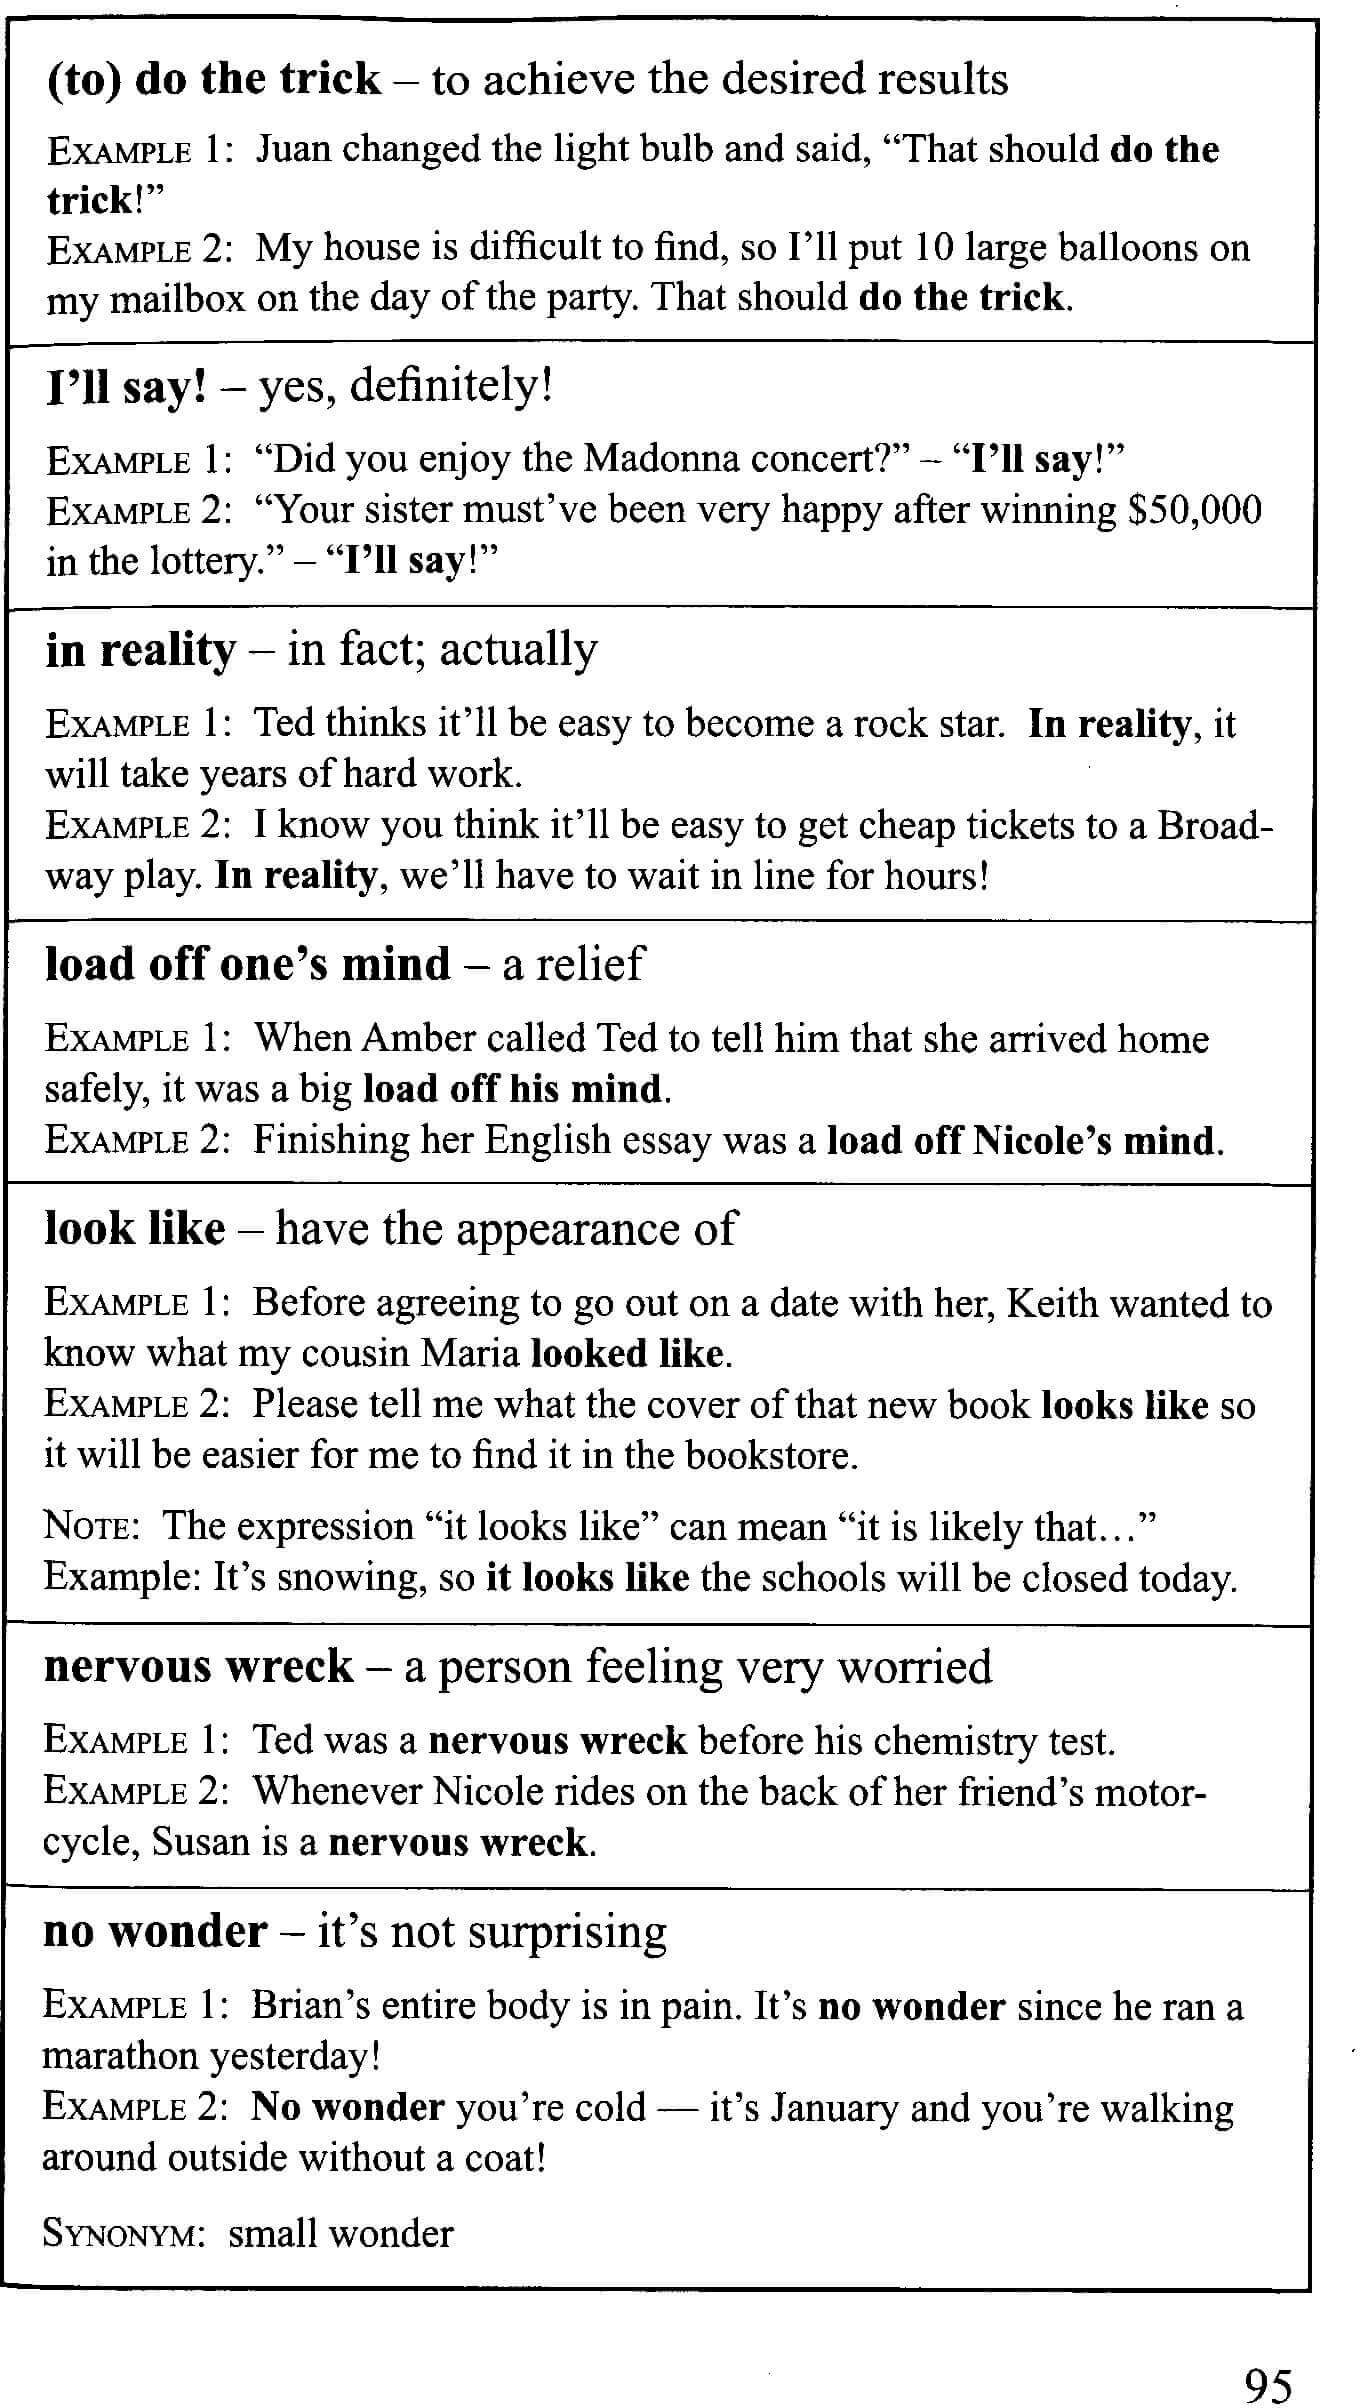 (to) do the trick – to achieve the desired results
EXAMPLE 1: Juan changed the light bulb and said, “That should do the
trick!”
EXAMPLE 2: My house is difficult to find, so I’ll put 10 large balloons on
my mailbox on the day of the party. That should do the trick.
I’ll say! – yes, definitely!
EXAMPLE 1: “Did you enjoy the Madonna concert?” – “I’ll say!”
EXAMPLE 2: “Your sister must’ve been very happy after winning $50,000
in the lottery.” – “I’ll say!”
in reality – in fact; actually
EXAMPLE 1: Ted thinks it’ll be easy to become a rock star. In reality, it
will take years of hard work.
EXAMPLE 2: I know you think it’ll be easy to get cheap tickets to a Broad-
way play. In reality, we’ll have to wait in line for hours!
load off one’s mind – a relief
EXAMPLE 1: When Amber called Ted to tell him that she arrived home
safely, it was a big load off his mind.
EXAMPLE 2: Finishing her English essay was a load off Nicole’s mind.
look like – have the appearance of
EXAMPLE 1: Before agreeing to go out on a date with her, Keith wanted to
know what my cousin Maria looked like.
EXAMPLE 2: Please tell me what the cover of that new book looks like so
it will be easier for me to find it in the bookstore.
NOTE: The expression “it looks like” can mean “it is likely that…”
Example: It’s snowing, so it looks like the schools will be closed today.
nervous wreck – a person feeling very worried
EXAMPLE 1: Ted was a nervous wreck before his chemistry test.
EXAMPLE 2: Whenever Nicole rides on the back of her friend’s motor-
cycle, Susan is a nervous wreck.
no wonder – it’s not surprising
EXAMPLE 1: Brian’s entire body is in pain. It’s no wonder since he ran a
marathon yesterday!
EXAMPLE 2: No wonder you’re cold — it’s January and you’re walking
around outside without a coat!
SYNONYM: small wonder
95